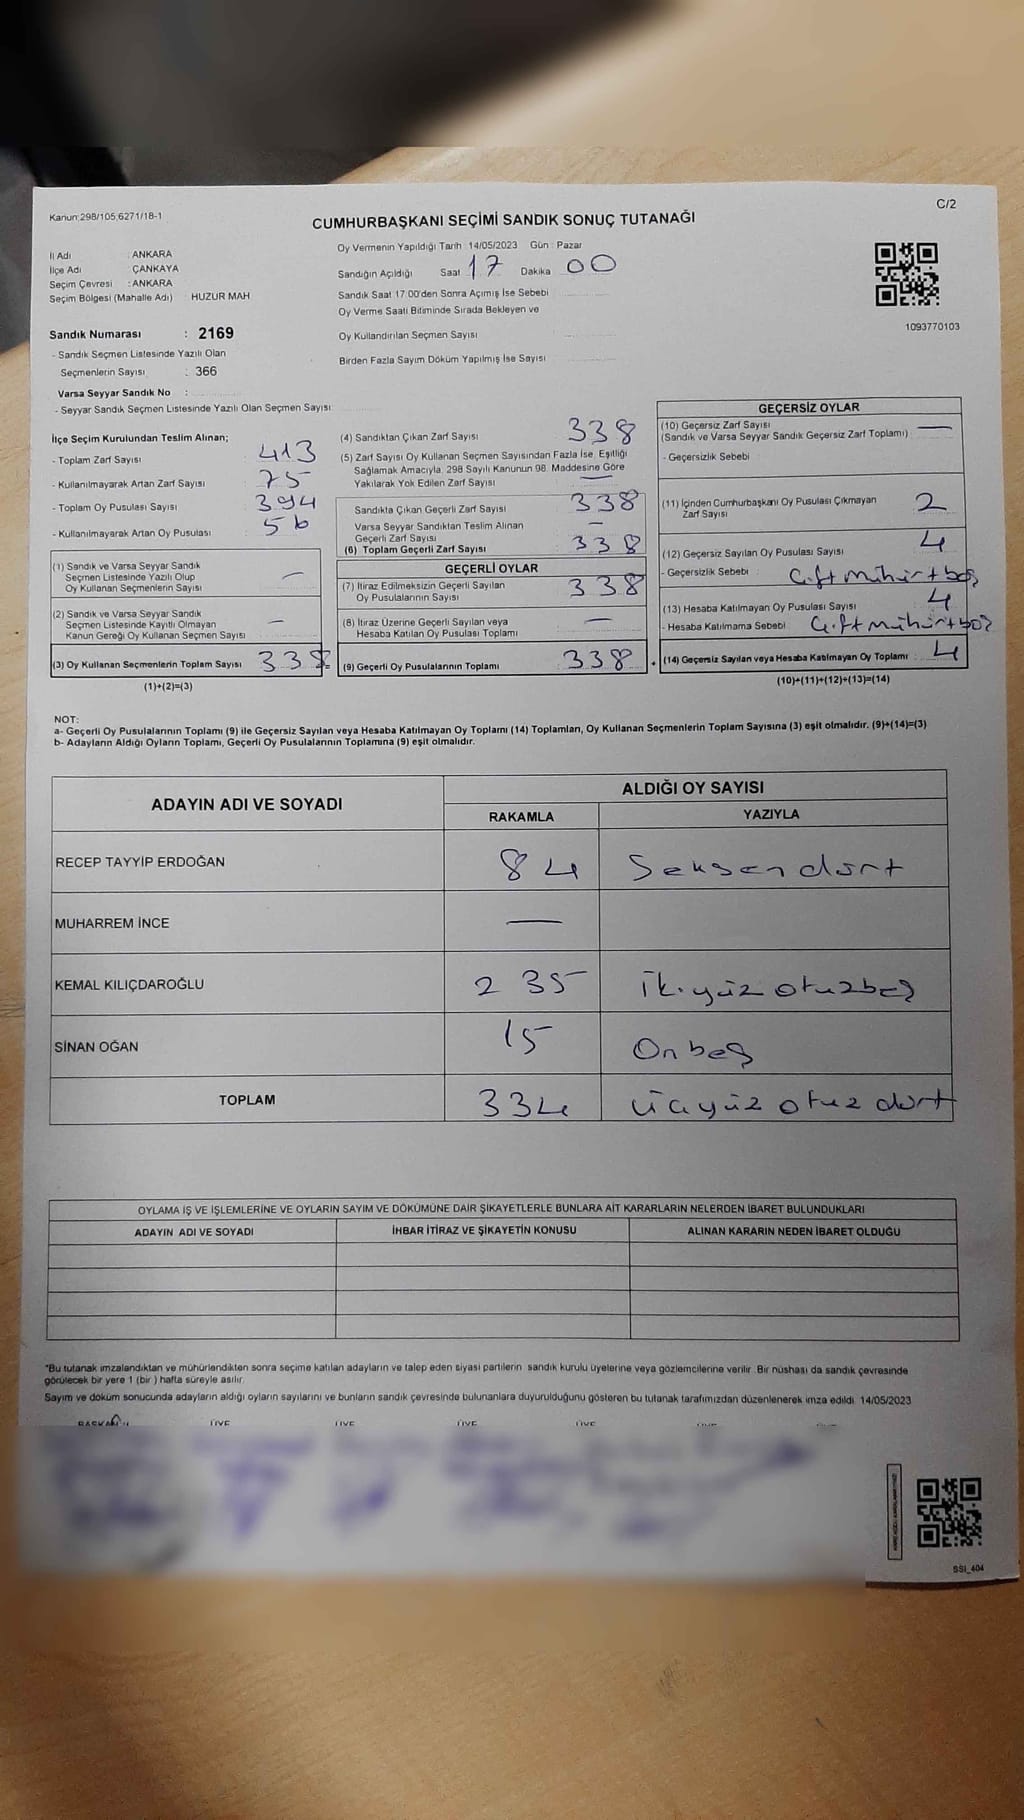 Kanun:298/105;6271/18-1
C/2
CUMHURBAŞKANI SEÇİMİ SANDIK SONUÇ TUTANAĞI
İl Adı : ANKARA
İlçe Adı : ÇANKAYA
Seçim Çevresi : ANKARA
Seçim Bölgesi (Mahalle Adı) : HUZUR MAH
Oy Vermenin Yapıldığı Tarih :14/05/2023 Gün : Pazar
Sandığın Açıldığı Saat 17 Dakika 00
Sandık Saat 17:00'den Sonra Açımış İse Sebebi
Oy Verme Saati Bitiminde Sırada Bekleyen ve
Oy Kullandırılan Seçmen Sayısı
Birden Fazla Sayım Döküm Yapılmış İse Sayısı
1093770103
Sandık Numarası : 2169
- Sandık Seçmen Listesinde Yazılı Olan
Seçmenlerin Sayısı : 366
Varsa Seyyar Sandık No :
- Seyyar Sandık Seçmen Listesinde Yazılı Olan Seçmen Sayısı:
İlçe Seçim Kurulundan Teslim Alınan;
- Toplam Zarf Sayısı 413
- Kullanılmayarak Artan Zarf Sayısı 75
- Toplam Oy Pusulası Sayısı 394
- Kullanılmayarak Artan Oy Pusulası 56
(1) Sandık ve Varsa Seyyar Sandık
Seçmen Listesinde Yazılı Olup
Oy Kullanan Seçmenlerin Sayısı —
(2) Sandık ve Varsa Seyyar Sandık
Seçmen Listesinde Kayıtlı Olmayan
Kanun Gereği Oy Kullanan Seçmen Sayısı —
(3) Oy Kullanan Seçmenlerin Toplam Sayısı 338
(1)+(2)=(3)
(4) Sandıktan Çıkan Zarf Sayısı 338
(5) Zarf Sayısı Oy Kullanan Seçmen Sayısından Fazla İse, Eşitliği
Sağlamak Amacıyla, 298 Sayılı Kanunun 98. Maddesine Göre
Yakılarak Yok Edilen Zarf Sayısı —
Sandıkta Çıkan Geçerli Zarf Sayısı 338
Varsa Seyyar Sandıktan Teslim Alınan
Geçerli Zarf Sayısı —
(6) Toplam Geçerli Zarf Sayısı 338
GEÇERLİ OYLAR
(7) İtiraz Edilmeksizin Geçerli Sayılan
Oy Pusulalarının Sayısı 338
(8) İtiraz Üzerine Geçerli Sayılan veya
Hesaba Katılan Oy Pusulası Toplamı —
(9) Geçerli Oy Pusulalarının Toplamı 338
+
GEÇERSİZ OYLAR
(10) Geçersiz Zarf Sayısı
(Sandık ve Varsa Seyyar Sandık Geçersiz Zarf Toplamı) —
- Geçersizlik Sebebi
(11) İçinden Cumhurbaşkanı Oy Pusulası Çıkmayan
Zarf Sayısı 2
(12) Geçersiz Sayılan Oy Pusulası Sayısı 4
- Geçersizlik Sebebi : Çift mühür+boş
(13) Hesaba Katılmayan Oy Pusulası Sayısı 4
- Hesaba Katılmama Sebebi : Çift mühür+boş
(14) Geçersiz Sayılan veya Hesaba Katılmayan Oy Toplamı 4
(10)+(11)+(12)+(13)=(14)
NOT:
a- Geçerli Oy Pusulalarının Toplamı (9) ile Geçersiz Sayılan veya Hesaba Katılmayan Oy Toplamı (14) Toplamları, Oy Kullanan Seçmenlerin Toplam Sayısına (3) eşit olmalıdır. (9)+(14)=(3)
b- Adayların Aldığı Oyların Toplamı, Geçerli Oy Pusulalarının Toplamına (9) eşit olmalıdır.
ADAYIN ADI VE SOYADI
ALDIĞI OY SAYISI
RAKAMLA YAZIYLA
RECEP TAYYİP ERDOĞAN 84 Seksendört
MUHARREM İNCE —
KEMAL KILIÇDAROĞLU 235 ikiyüz otuzbeş
SİNAN OĞAN 15 Onbeş
TOPLAM 334 üçyüz otuz dört
OYLAMA İŞ VE İŞLEMLERİNE VE OYLARIN SAYIM VE DÖKÜMÜNE DAİR ŞİKAYETLERLE BUNLARA AİT KARARLARIN NELERDEN İBARET BULUNDUKLARI
ADAYIN ADI VE SOYADI İHBAR İTİRAZ VE ŞİKAYETİN KONUSU ALINAN KARARIN NEDEN İBARET OLDUĞU
*Bu tutanak imzalandıktan ve mühürlendikten sonra seçime katılan adayların ve talep eden siyasi partilerin sandık kurulu üyelerine veya gözlemcilerine verilir. Bir nüshası da sandık çevresinde
görülecek bir yere 1 (bir ) hafta süreyle asılır.
Sayım ve döküm sonucunda adayların aldığı oyların sayılarını ve bunların sandık çevresinde bulunanlara duyurulduğunu gösteren bu tutanak tarafımızdan düzenlenerek imza edildi. 14/05/2023
BAŞKAN ÜYE ÜYE ÜYE ÜYE
SSI_404